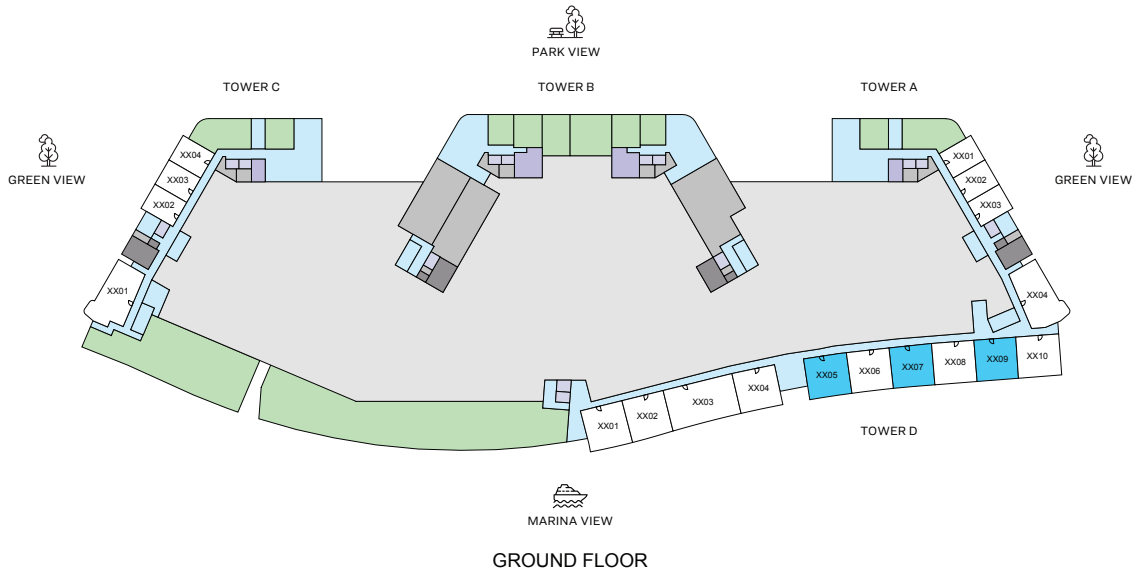 PARK VIEW
TOWER C
TOWER B
TOWER A
GREEN VIEW
GREEN VIEW
XX04
XX03
XX02
XX01
XX01
XX02
XX03
XX04
XX01
XX02
XX03
XX04
XX05
XX06
XX07
XX08
XX09
XX10
TOWER D
MARINA VIEW
GROUND FLOOR